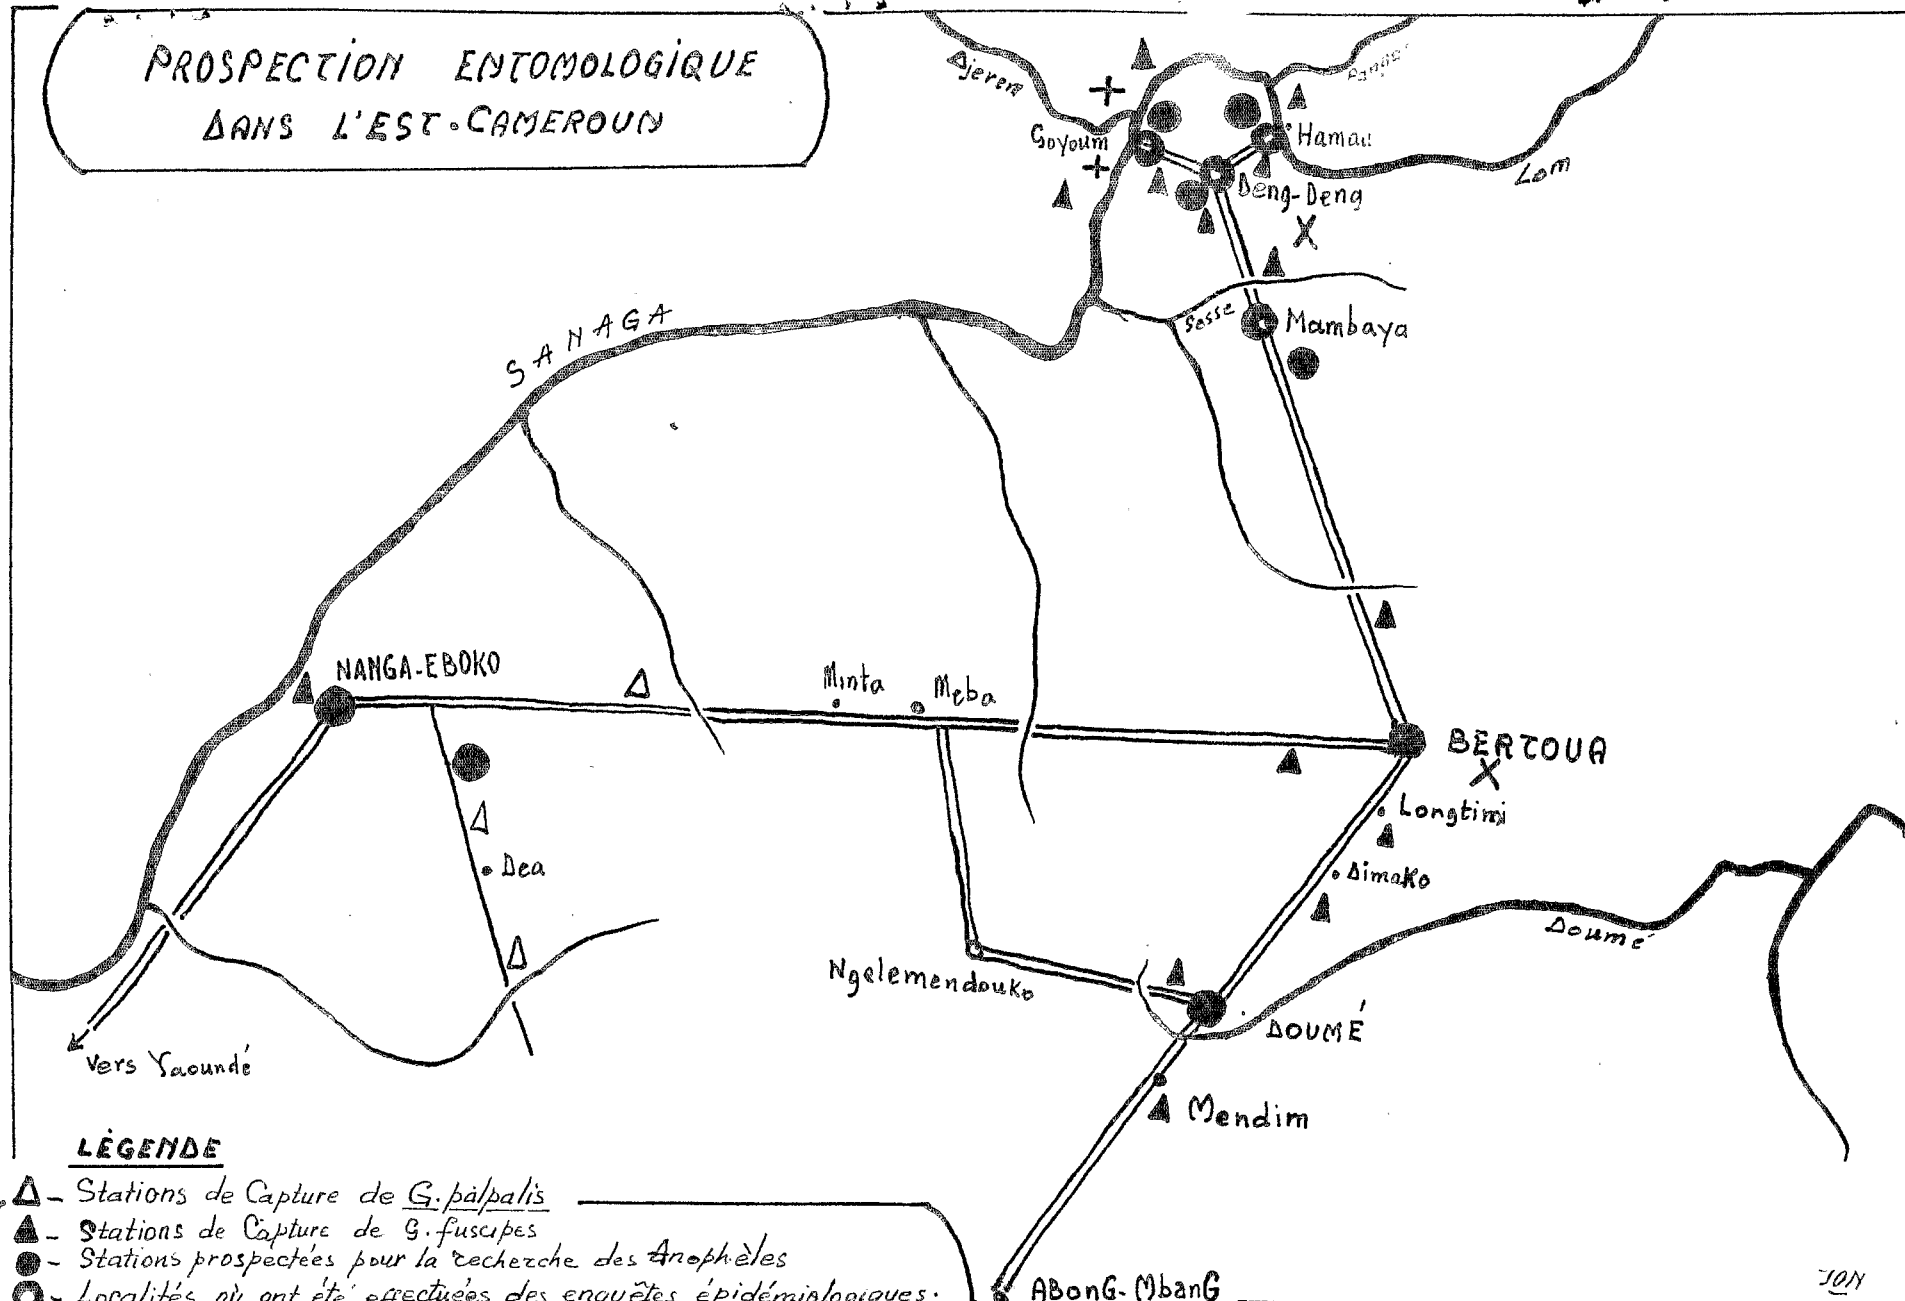 PROSPECTION ENTOMOLOGIQUE
DANS L'EST-CAMEROUN
Djerem
Pangar
Goyoum
Hamau
Lom
Deng-Deng
SANAGA
Sesse
Mambaya
NANGA-EBOKO
Minta
Meba
BERTOUA
Longtimi
Dea
Dimako
Doumé
Ngelemendouko
DOUMÉ
Vers Yaoundé
Mendim
LÉGENDE
- Stations de Capture de G. palpalis
- Stations de Capture de G. fuscipes
- Stations prospectées pour la recherche des Anophèles
- Localités où ont été effectuées des enquêtes épidémiologiques.
ABONG-MbanG